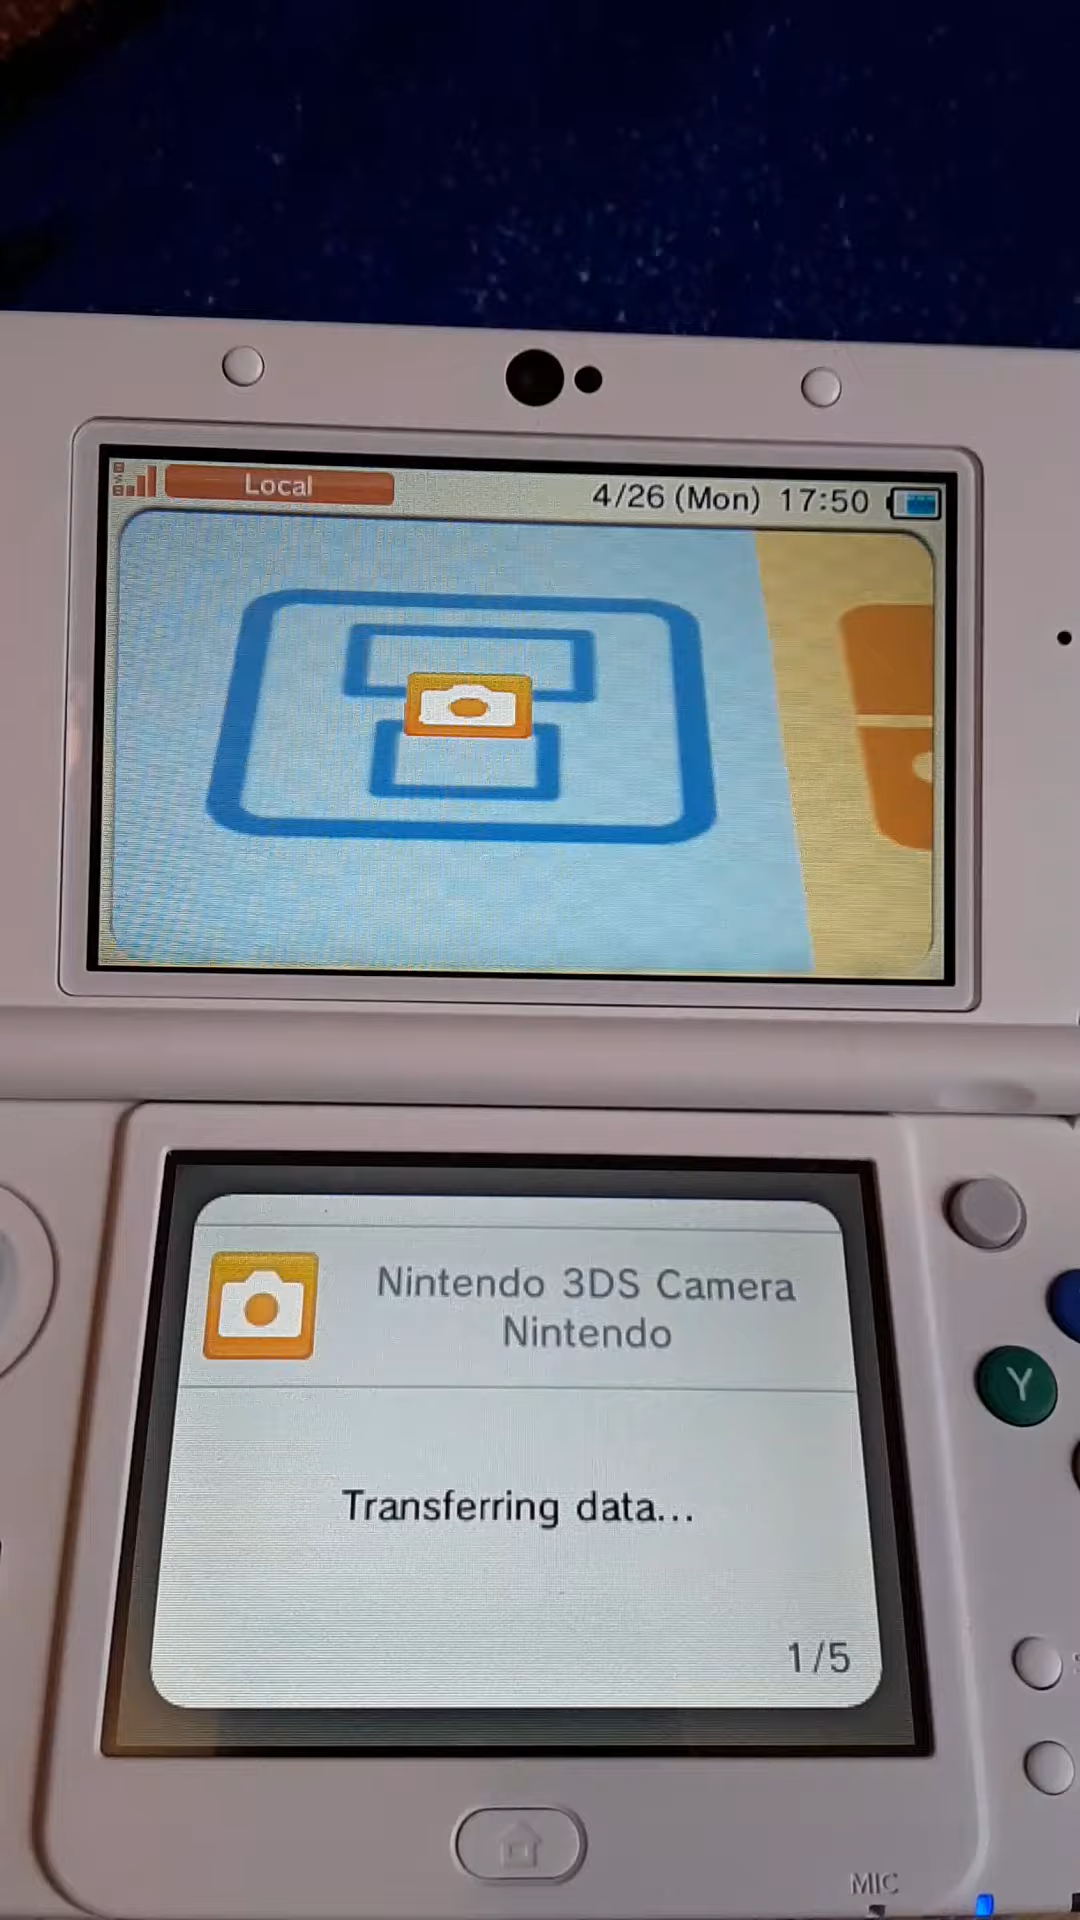 Local
4/26 (Mon) 17:50
Nintendo 3DS Camera
Nintendo
Transferring data...
1/5
Y
MIC